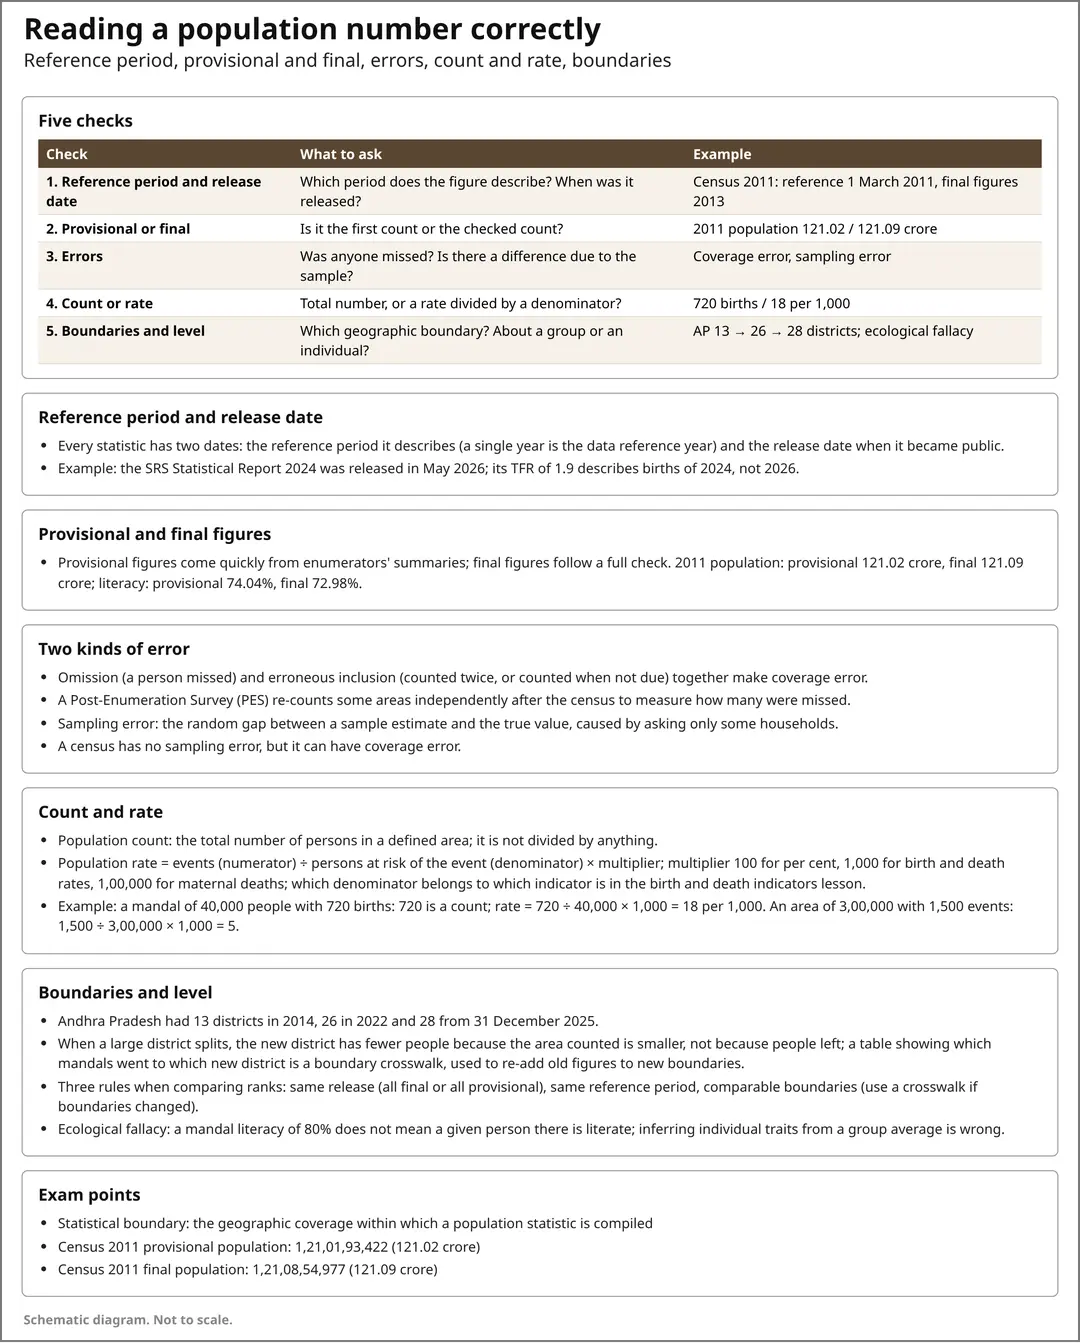 Reading a population number correctly
Reference period, provisional and final, errors, count and rate, boundaries
Five checks
Check What to ask Example
1. Reference period and release date Which period does the figure describe? When was it released? Census 2011: reference 1 March 2011, final figures 2013
2. Provisional or final Is it the first count or the checked count? 2011 population 121.02 / 121.09 crore
3. Errors Was anyone missed? Is there a difference due to the sample? Coverage error, sampling error
4. Count or rate Total number, or a rate divided by a denominator? 720 births / 18 per 1,000
5. Boundaries and level Which geographic boundary? About a group or an individual? AP 13 → 26 → 28 districts; ecological fallacy
Reference period and release date
• Every statistic has two dates: the reference period it describes (a single year is the data reference year) and the release date when it became public.
• Example: the SRS Statistical Report 2024 was released in May 2026; its TFR of 1.9 describes births of 2024, not 2026.
Provisional and final figures
• Provisional figures come quickly from enumerators' summaries; final figures follow a full check. 2011 population: provisional 121.02 crore, final 121.09
crore; literacy: provisional 74.04%, final 72.98%.
Two kinds of error
• Omission (a person missed) and erroneous inclusion (counted twice, or counted when not due) together make coverage error.
• A Post-Enumeration Survey (PES) re-counts some areas independently after the census to measure how many were missed.
• Sampling error: the random gap between a sample estimate and the true value, caused by asking only some households.
• A census has no sampling error, but it can have coverage error.
Count and rate
• Population count: the total number of persons in a defined area; it is not divided by anything.
• Population rate = events (numerator) ÷ persons at risk of the event (denominator) × multiplier; multiplier 100 for per cent, 1,000 for birth and death
rates, 1,00,000 for maternal deaths; which denominator belongs to which indicator is in the birth and death indicators lesson.
• Example: a mandal of 40,000 people with 720 births: 720 is a count; rate = 720 ÷ 40,000 × 1,000 = 18 per 1,000. An area of 3,00,000 with 1,500 events:
1,500 ÷ 3,00,000 × 1,000 = 5.
Boundaries and level
• Andhra Pradesh had 13 districts in 2014, 26 in 2022 and 28 from 31 December 2025.
• When a large district splits, the new district has fewer people because the area counted is smaller, not because people left; a table showing which
mandals went to which new district is a boundary crosswalk, used to re-add old figures to new boundaries.
• Three rules when comparing ranks: same release (all final or all provisional), same reference period, comparable boundaries (use a crosswalk if
boundaries changed).
• Ecological fallacy: a mandal literacy of 80% does not mean a given person there is literate; inferring individual traits from a group average is wrong.
Exam points
• Statistical boundary: the geographic coverage within which a population statistic is compiled
• Census 2011 provisional population: 1,21,01,93,422 (121.02 crore)
• Census 2011 final population: 1,21,08,54,977 (121.09 crore)
Schematic diagram. Not to scale.